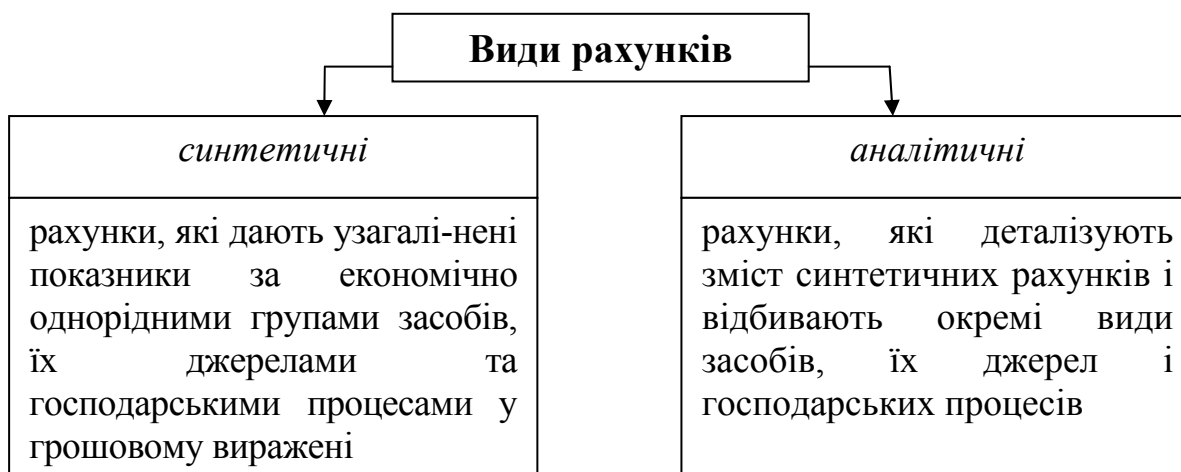 Види рахунків
синтетичні
рахунки, які дають узагалі-нені
показники за економічно
однорідними групами засобів,
їх джерелами та
господарськими процесами у
грошовому виражені
аналітичні
рахунки, які деталізують
зміст синтетичних рахунків і
відбивають окремі види
засобів, їх джерел і
господарських процесів